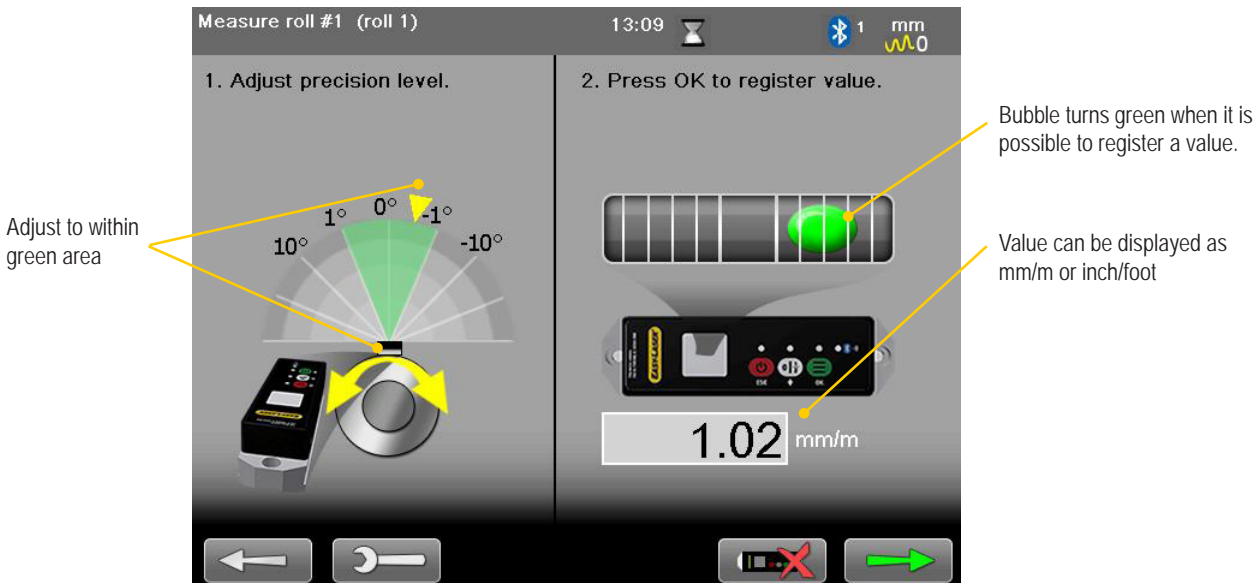 Measure roll #1 (roll 1)
13:09
1
mm
0
1. Adjust precision level.
2. Press OK to register value.
Bubble turns green when it is
possible to register a value.
Adjust to within
green area
10°
1°
0°
-1°
-10°
Value can be displayed as
mm/m or inch/foot
EASY-LASER
ESC
OK
1.02 mm/m